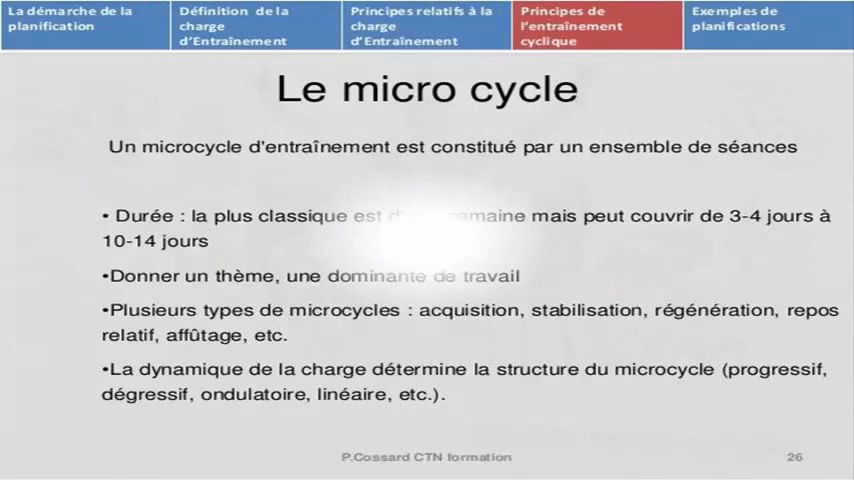 La démarche de la
planification
Définition de la
charge
d'Entraînement
Principes relatifs à la
charge
d'Entraînement
Principes de
l'entraînement
cyclique
Exemples de
planifications
Le micro cycle
Un microcycle d'entraînement est constitué par un ensemble de séances
• Durée : la plus classique est semaine mais peut couvrir de 3-4 jours à
10-14 jours
•Donner un thème, une dominante de travail
•Plusieurs types de microcycles : acquisition, stabilisation, régénération, repos
relatif, affûtage, etc.
•La dynamique de la charge détermine la structure du microcycle (progressif,
dégressif, ondulatoire, linéaire, etc.).
P.Cossard CTN formation
26